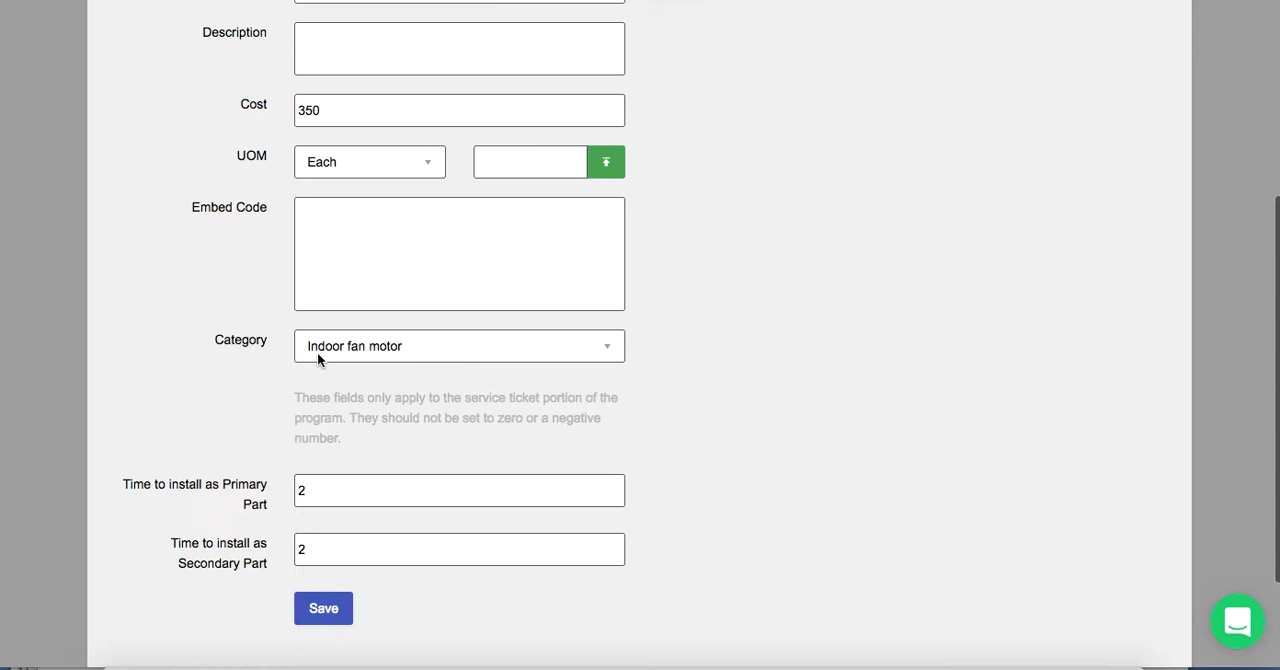 Description
Cost
350
UOM
Each
Embed Code
Category
Indoor fan motor
These fields only apply to the service ticket portion of the
program. They should not be set to zero or a negative
number.
Time to install as Primary
Part
2
Time to install as
Secondary Part
2
Save